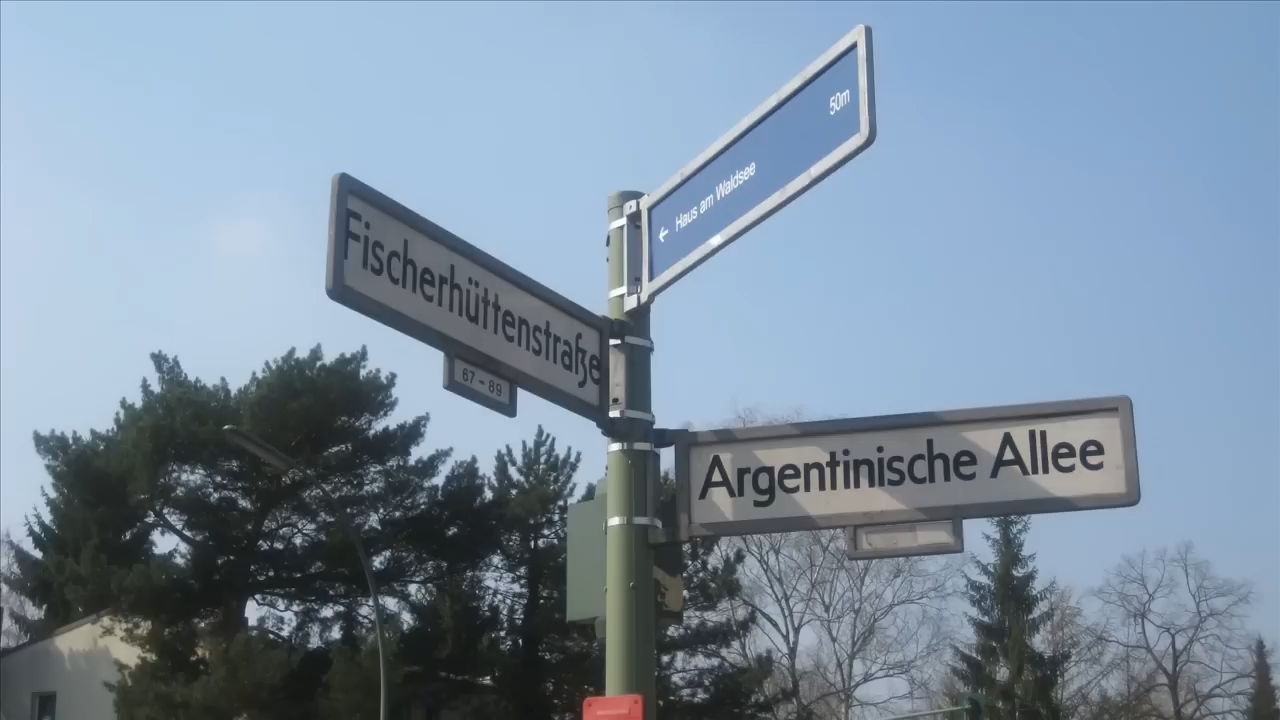 50m
← Haus am Waldsee
Fischerhüttenstraße
67 – 89
Argentinische Allee